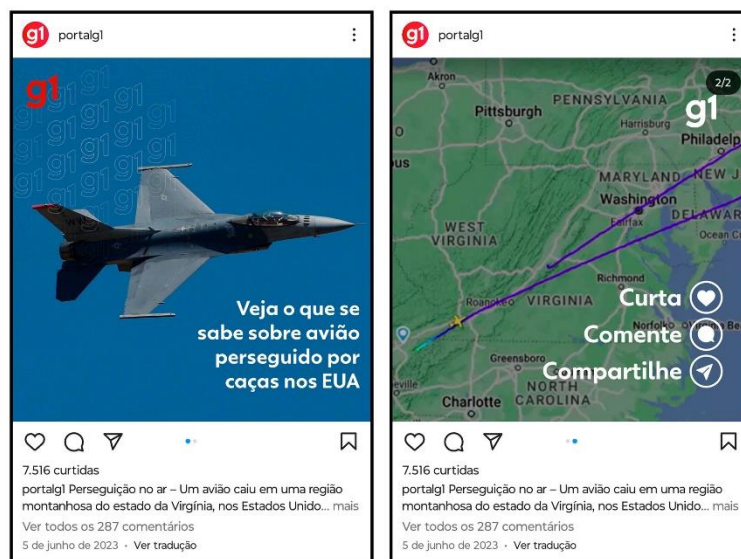 g1 portalg1
g1
Veja o que se
sabe sobre avião
perseguido por
caças nos EUA
7.516 curtidas
portalg1 Perseguição no ar – Um avião caiu em uma região
montanhosa do estado da Virgínia, nos Estados Unido... mais
Ver todos os 287 comentários
5 de junho de 2023 • Ver tradução
g1 portalg1
2/2
g1
Akron
Pittsburgh
PENNSYLVANIA
Harrisburg
Philadelp
MARYLAND
NEW J
Washington
DELAWAR
Fairfax
Ocean C
WEST
VIRGINIA
Richmond
Roanoke
VIRGINIA
Curta
Norfolk
Comente
Greensboro
Compartilhe
NORTH
CAROLINA
Charlotte
eville
7.516 curtidas
portalg1 Perseguição no ar – Um avião caiu em uma região
montanhosa do estado da Virgínia, nos Estados Unido... mais
Ver todos os 287 comentários
5 de junho de 2023 • Ver tradução